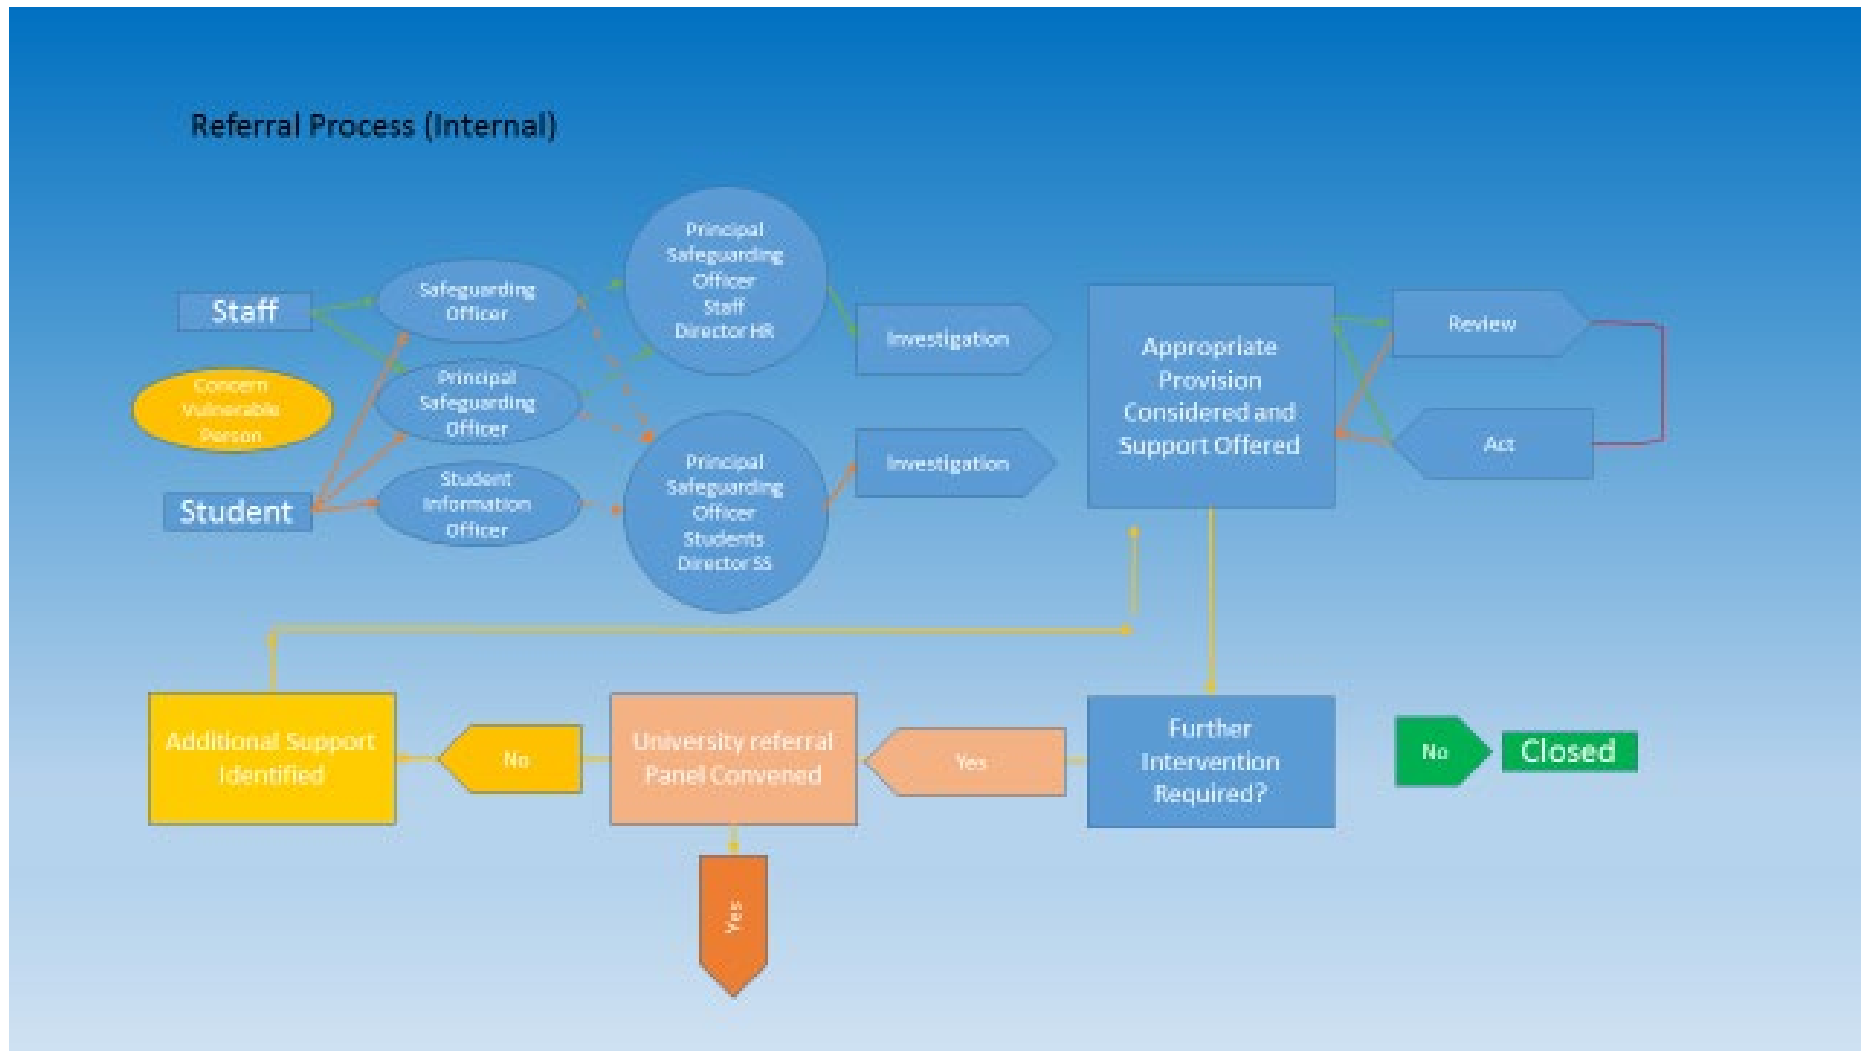 Referral Process (Internal)
Staff
Concern
Vulnerable
Person
Student
Safeguarding
Officer
Principal
Safeguarding
Officer
Student
Information
Officer
Principal
Safeguarding
Officer
Staff
Director HR
Principal
Safeguarding
Officer
Students
Director SS
Investigation
Investigation
Appropriate
Provision
Considered and
Support Offered
Review
Act
Additional Support
Identified
No
University referral
Panel Convened
Yes
Further
Intervention
Required?
No
Closed
Yes